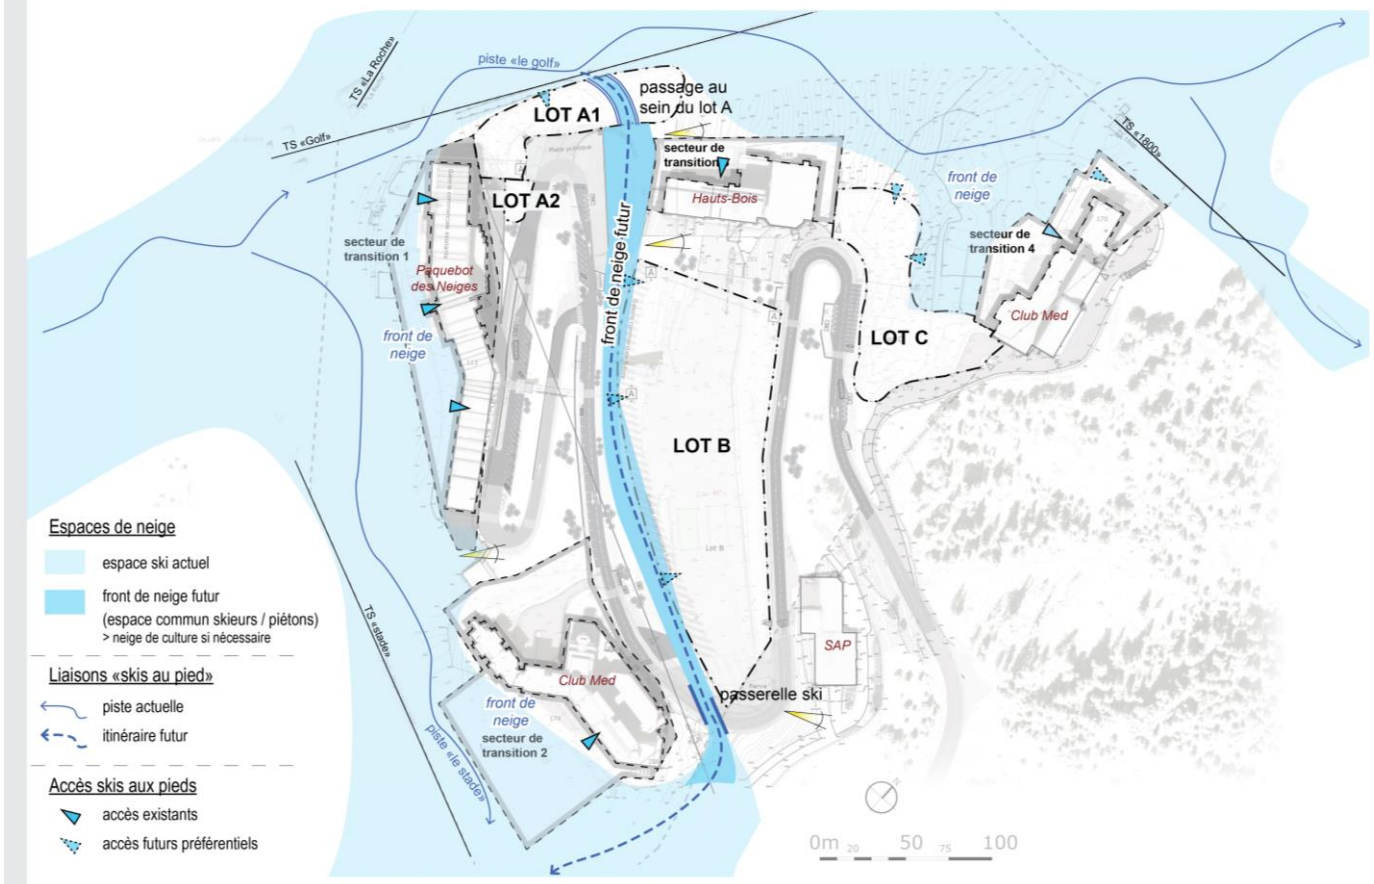 piste «le golf»
TS «La Roche»
TS «Golf»
passage au
sein du lot A
LOT A1
secteur de
transition
Hauts-Bois
LOT A2
TS «1800»
front de
neige
secteur de
transition 4
Club Med
secteur de
transition 1
Paquebot
des Neiges
front de
neige
front de neige futur
A
A
A
LOT C
LOT B
Lot B
SAP
passerelle ski
Club Med
front de
neige
secteur de
transition 2
piste «le stade»
TS «stade»
Espaces de neige
espace ski actuel
front de neige futur
(espace commun skieurs / piétons)
> neige de culture si nécessaire
Liaisons «skis au pied»
piste actuelle
itinéraire futur
Accès skis aux pieds
accès existants
accès futurs préférentiels
0m 20 50 75 100